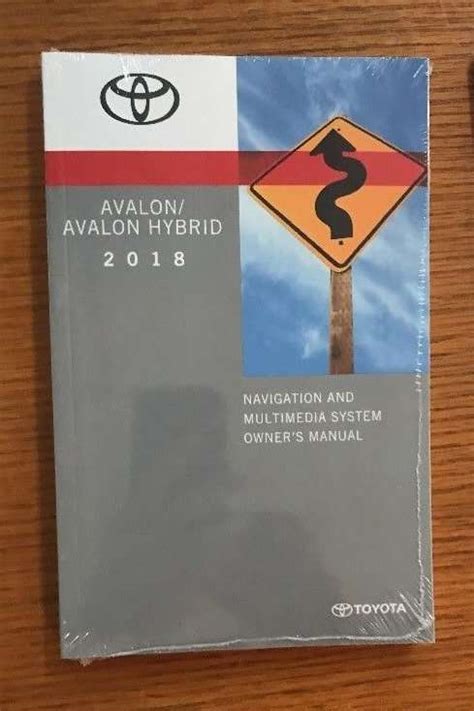 AVALON/
AVALON HYBRID
2018
NAVIGATION AND
MULTIMEDIA SYSTEM
OWNER'S MANUAL
TOYOTA